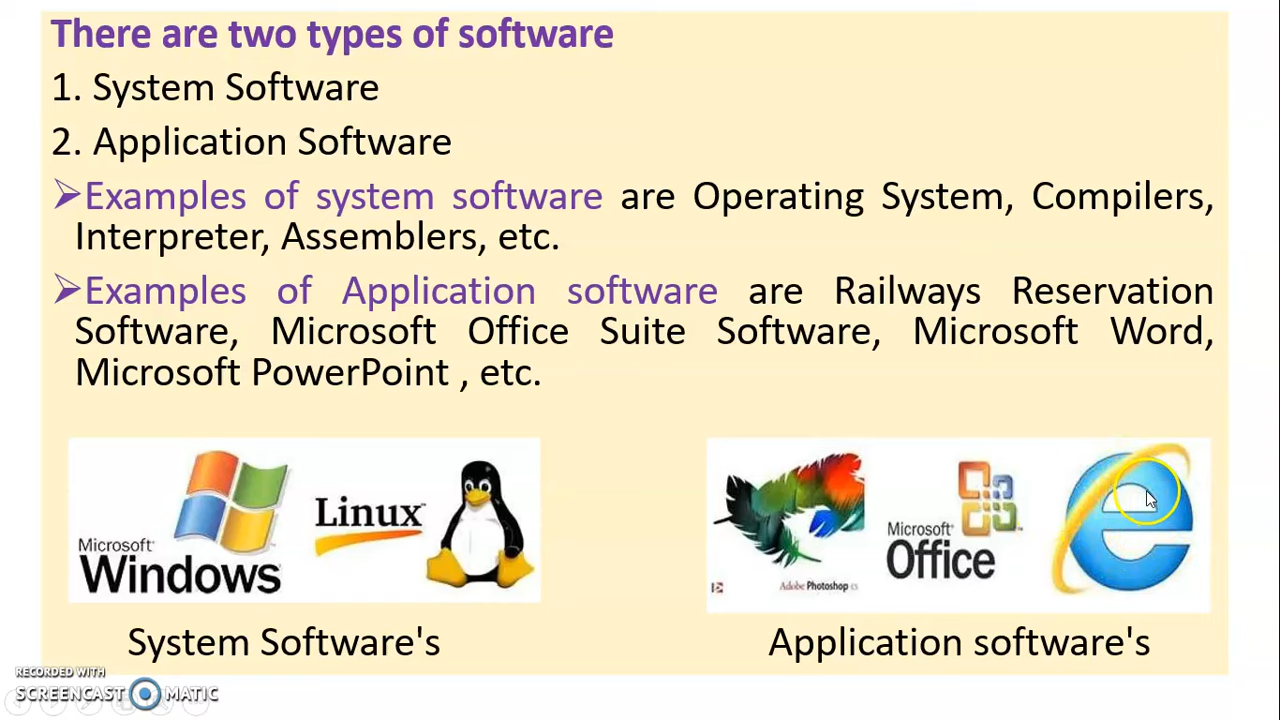 There are two types of software
1. System Software
2. Application Software
➢Examples of system software are Operating System, Compilers,
Interpreter, Assemblers, etc.
➢Examples of Application software are Railways Reservation
Software, Microsoft Office Suite Software, Microsoft Word,
Microsoft PowerPoint , etc.
Microsoft
Windows
Linux
Adobe Photoshop CS
Microsoft
Office
System Software's
Application software's
RECORDED WITH
SCREENCAST MATIC